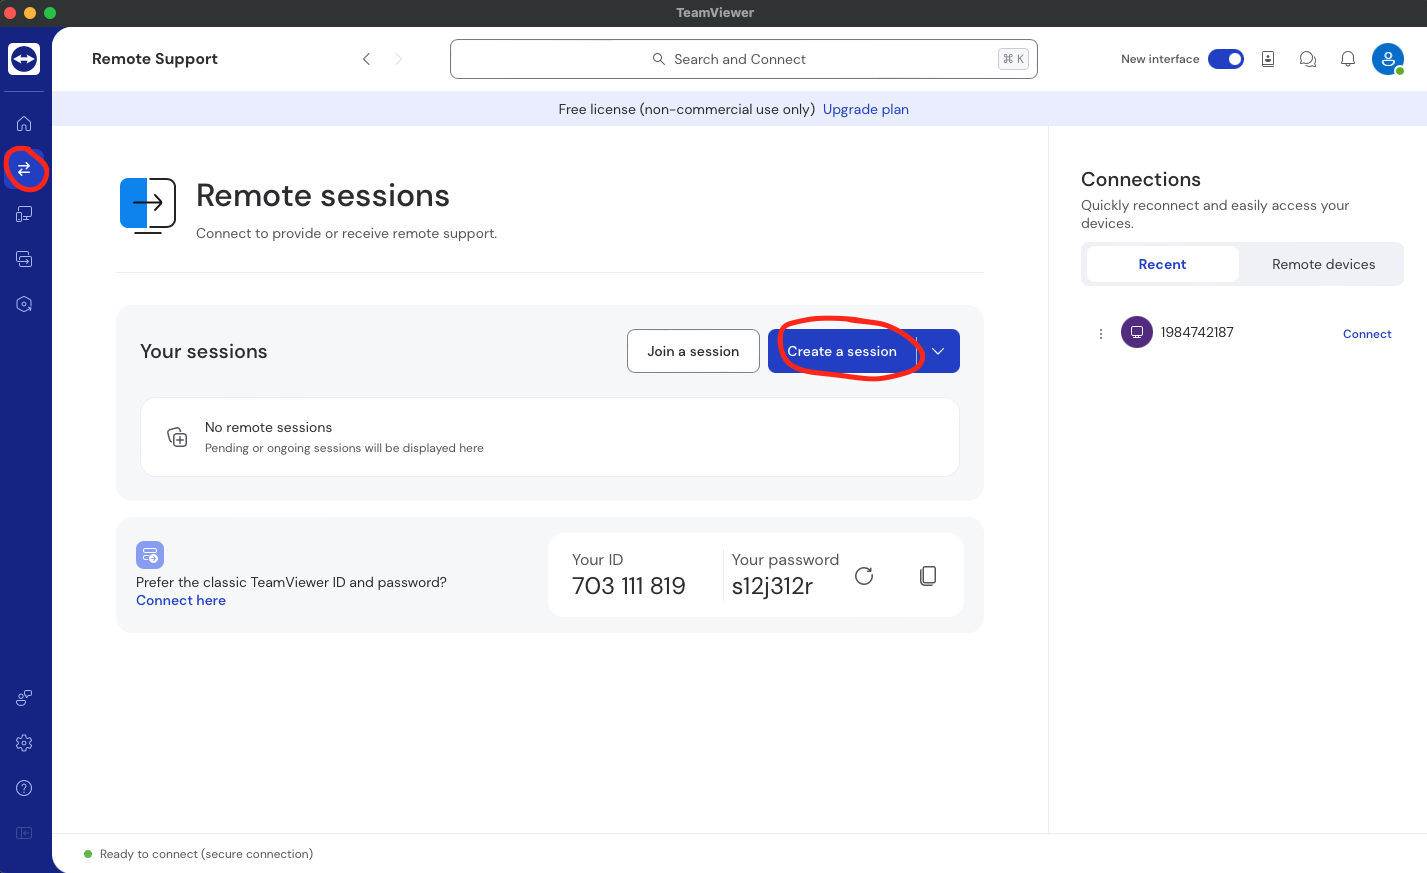 TeamViewer
Remote Support
Search and Connect
⌘ K
New interface
Free license (non-commercial use only) Upgrade plan
Remote sessions
Connect to provide or receive remote support.
Your sessions
Join a session
Create a session
No remote sessions
Pending or ongoing sessions will be displayed here
Prefer the classic TeamViewer ID and password?
Connect here
Your ID
703 111 819
Your password
s12j312r
Connections
Quickly reconnect and easily access your
devices.
Recent
Remote devices
1984742187
Connect
Ready to connect (secure connection)